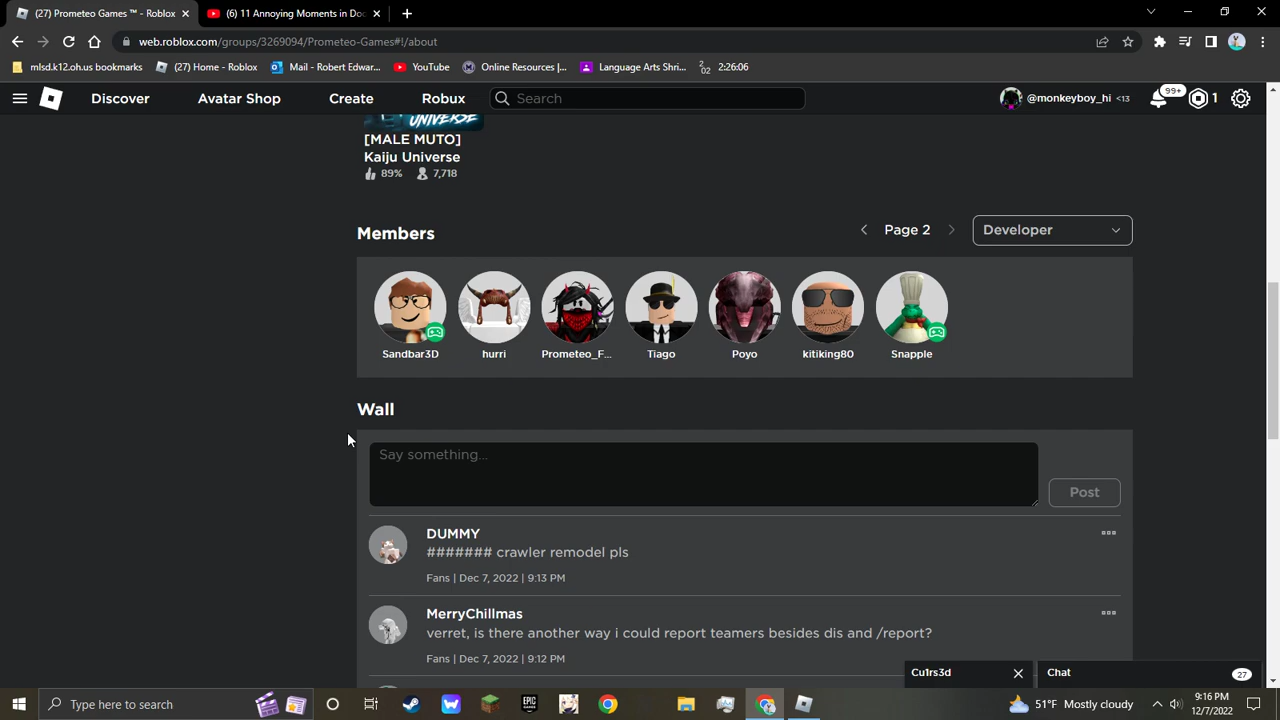 (27) Prometeo Games ™ - Roblox
(6) 11 Annoying Moments in Doc
web.roblox.com/groups/3269094/Prometeo-Games#!/about
mlsd.k12.oh.us bookmarks
(27) Home - Roblox
Mail - Robert Edwar...
YouTube
Online Resources |...
Language Arts Shri...
2:26:06
Discover
Avatar Shop
Create
Robux
Search
@monkeyboy_hi <13
99+
1
UNIVERSE
[MALE MUTO]
Kaiju Universe
89% 7,718
Members
Page 2
Developer
Sandbar3D
hurri
Prometeo_F...
Tiago
Poyo
kitiking80
Snapple
Wall
Say something...
Post
DUMMY
####### crawler remodel pls
Fans | Dec 7, 2022 | 9:13 PM
MerryChillmas
verret, is there another way i could report teamers besides dis and /report?
Fans | Dec 7, 2022 | 9:12 PM
Cu1rs3d
Chat
27
Type here to search
EPIC
GAMES
51°F Mostly cloudy
9:16 PM
12/7/2022